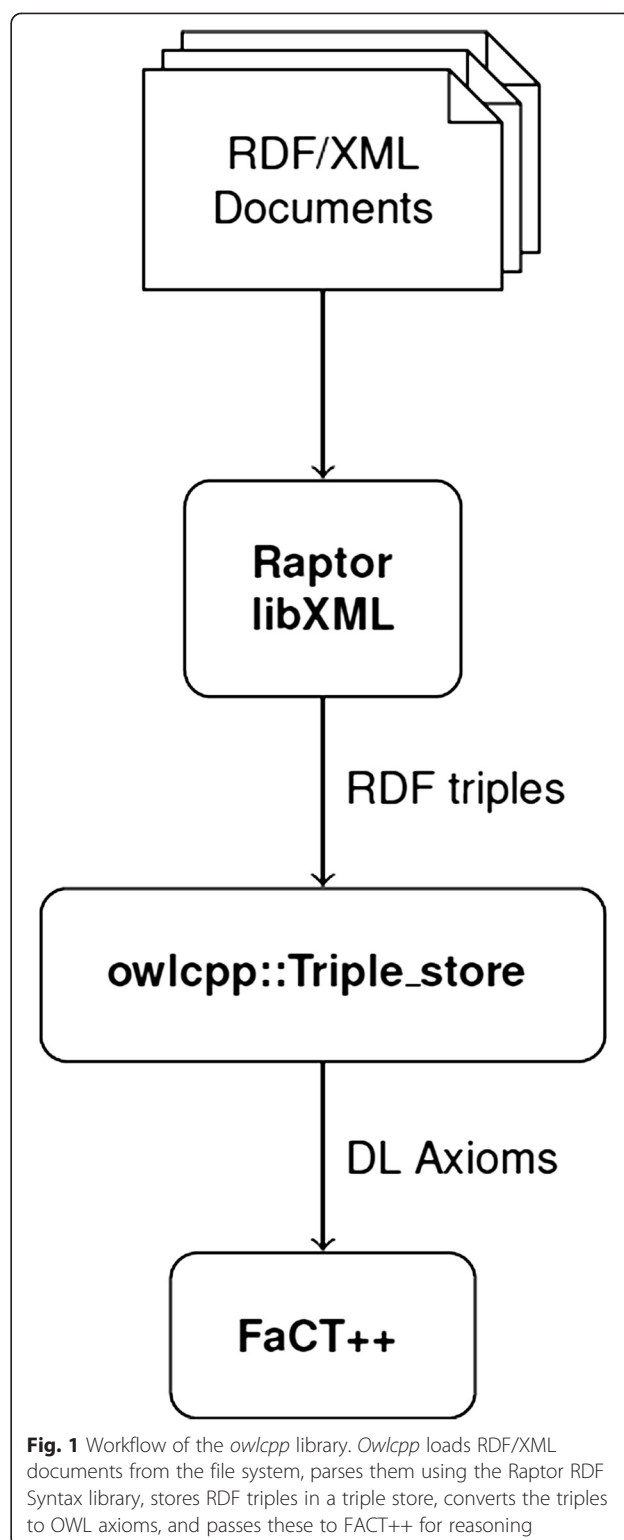 RDF/XML
Documents
Raptor
libXML
RDF triples
owlcpp::Triple_store
DL Axioms
FaCT++
Fig. 1 Workflow of the owlcpp library. Owlcpp loads RDF/XML
documents from the file system, parses them using the Raptor RDF
Syntax library, stores RDF triples in a triple store, converts the triples
to OWL axioms, and passes these to FACT++ for reasoning